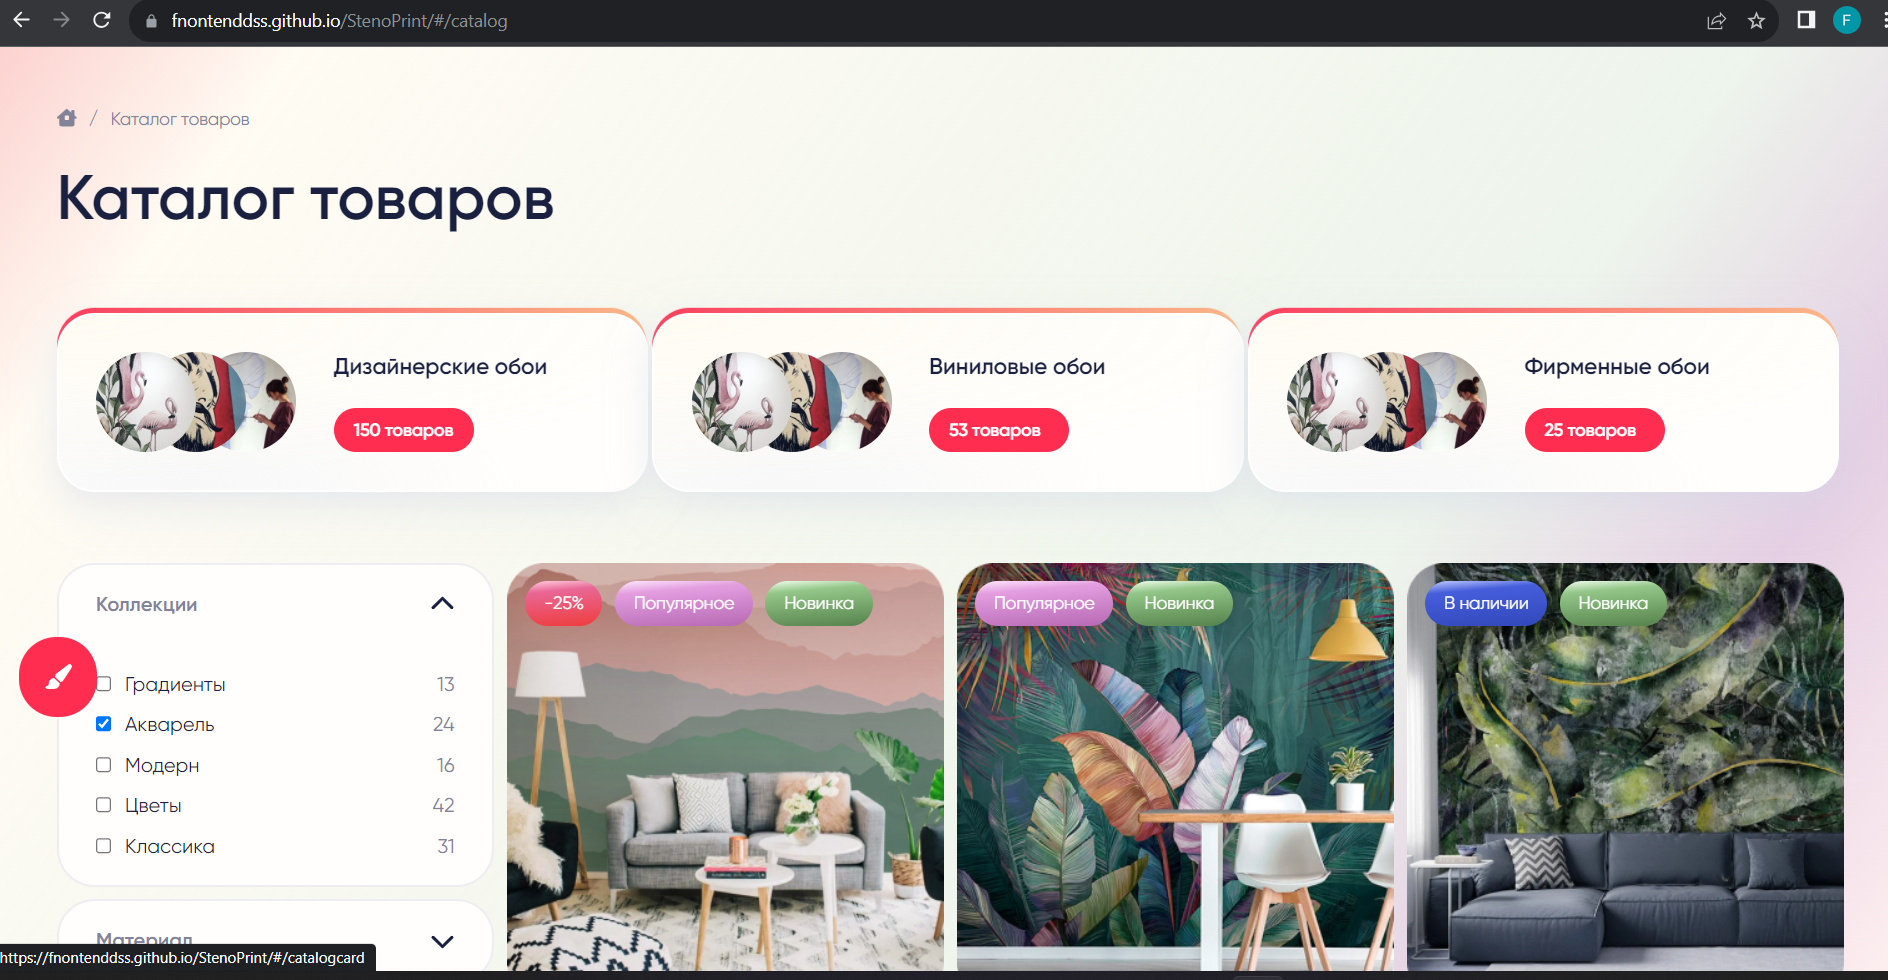 fnontenddss.github.io/StenoPrint/#/catalog
F
/ Каталог товаров
Каталог товаров
Дизайнерские обои
150 товаров
Виниловые обои
53 товаров
Фирменные обои
25 товаров
Коллекции
Градиенты 13
Акварель 24
Модерн 16
Цветы 42
Классика 31
Материал
-25% Популярное Новинка
Популярное Новинка
В наличии Новинка
https://fnontenddss.github.io/StenoPrint/#/catalogcard